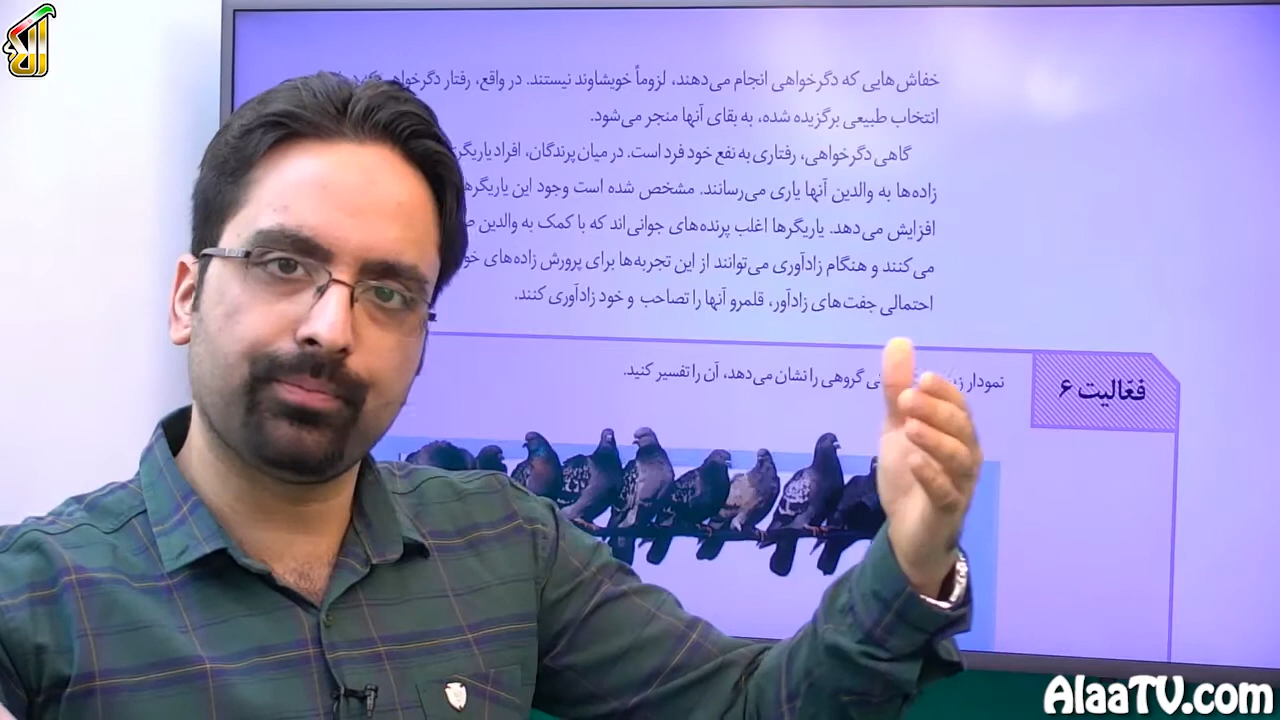 آلاء
خفاش‌هایی که دگرخواهی انجام می‌دهند، لزوماً خویشاوند نیستند. در واقع، رفتار دگرخواهی
انتخاب طبیعی برگزیده شده، به بقای آنها منجر می‌شود.
گاهی دگرخواهی، رفتاری به نفع خود فرد است. در میان پرندگان، افراد یاریگر
زاده‌ها به والدین آنها یاری می‌رسانند. مشخص شده است وجود این یاریگرها
افزایش می‌دهد. یاریگرها اغلب پرنده‌های جوانی‌اند که با کمک به والدین
می‌کنند و هنگام زادآوری می‌توانند از این تجربه‌ها برای پرورش زاده‌های
احتمالی جفت‌های زادآور، قلمرو آنها را تصاحب و خود زادآوری کنند.
فعّالیت ۶
نمودار گروهی را نشان می‌دهد، آن را تفسیر کنید.
AlaaTV.com